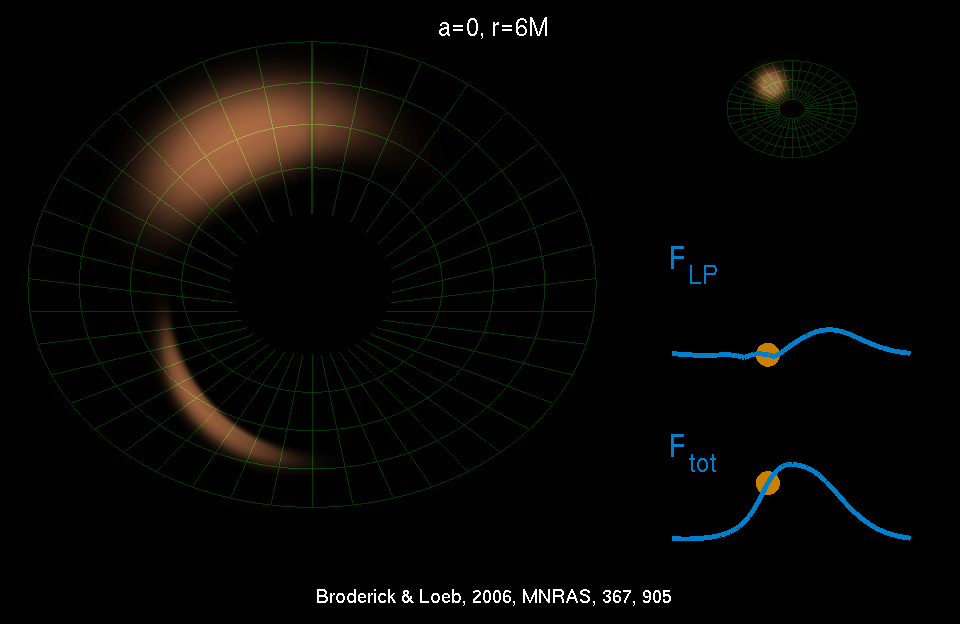 a=0, r=6M
F_LP
F_tot
Broderick & Loeb, 2006, MNRAS, 367, 905